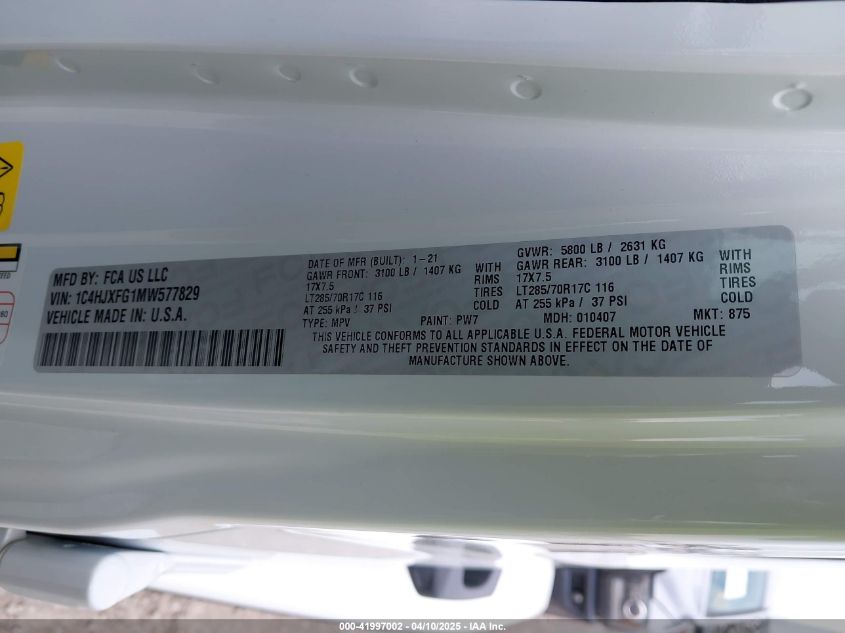 MFD BY: FCA US LLC
VIN: 1C4HJXFG1MW577829
VEHICLE MADE IN: U.S.A.
DATE OF MFR (BUILT): 1-21
GAWR FRONT: 3100 LB / 1407 KG WITH
17X7.5 RIMS
LT285/70R17C 116 TIRES
AT 255 kPa / 37 PSI COLD
TYPE: MPV PAINT: PW7
GVWR: 5800 LB / 2631 KG
GAWR REAR: 3100 LB / 1407 KG WITH
17X7.5 RIMS
LT285/70R17C 116 TIRES
AT 255 kPa / 37 PSI COLD
MDH: 010407 MKT: 875
THIS VEHICLE CONFORMS TO ALL APPLICABLE U.S.A. FEDERAL MOTOR VEHICLE
SAFETY AND THEFT PREVENTION STANDARDS IN EFFECT ON THE DATE OF
MANUFACTURE SHOWN ABOVE.
000-41997002 - 04/10/2025 - IAA Inc.